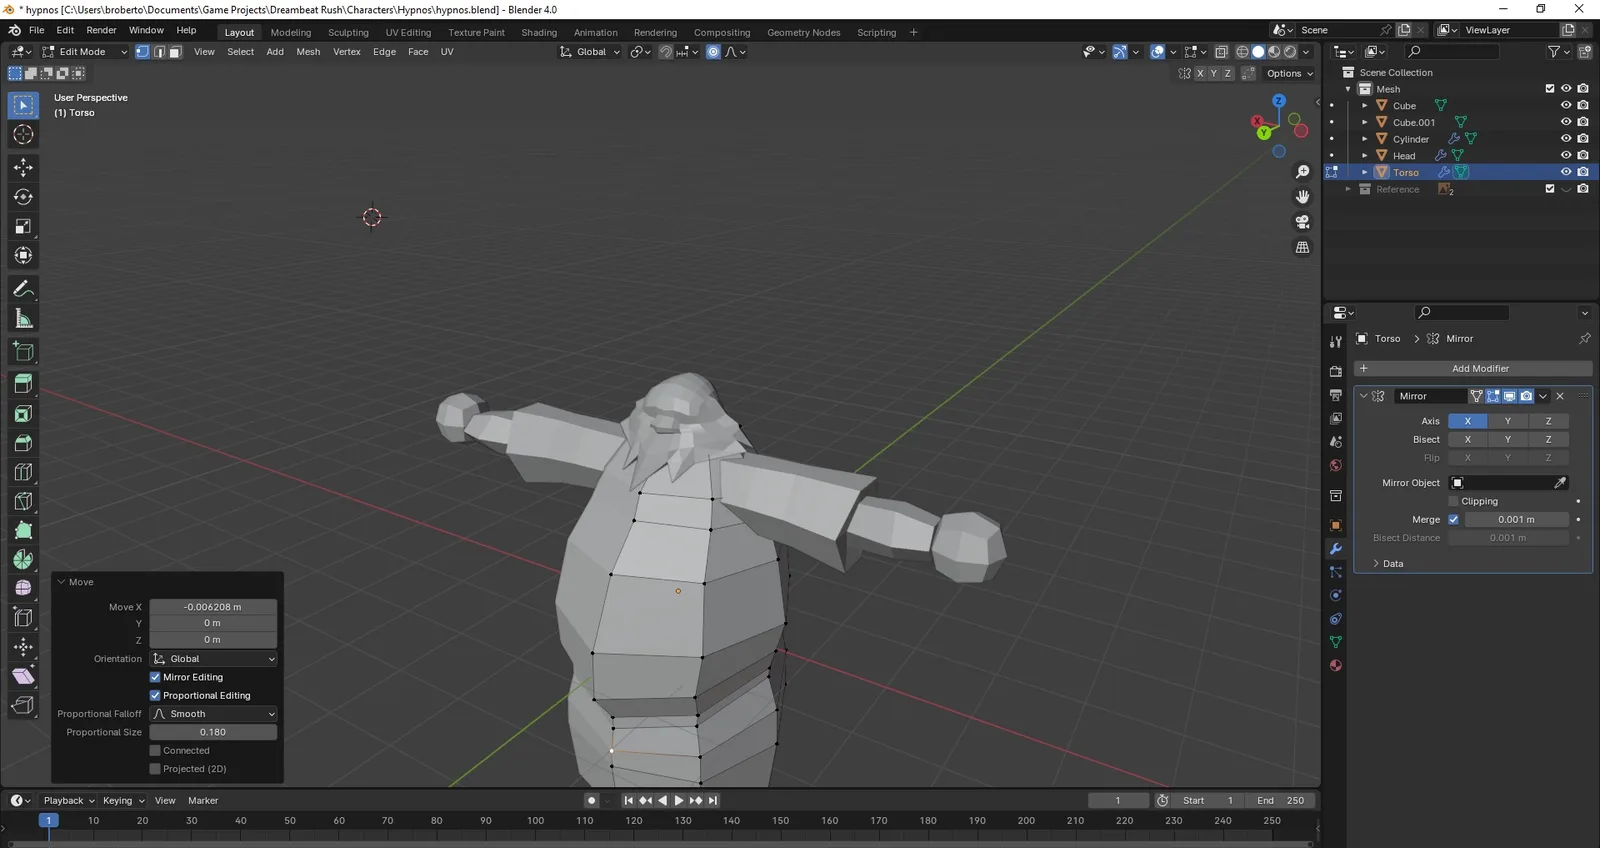 * hypnos [C:\Users\broberto\Documents\Game Projects\Dreambeat Rush\Characters\Hypnos\hypnos.blend] - Blender 4.0
File Edit Render Window Help Layout Modeling Sculpting UV Editing Texture Paint Shading Animation Rendering Compositing Geometry Nodes Scripting + Scene ViewLayer
Edit Mode View Select Add Mesh Vertex Edge Face UV Global
X Y Z Options
User Perspective
(1) Torso
Z
X
Y
Scene Collection
Mesh
Cube
Cube.001
Cylinder
Head
Torso
Reference 2
Torso > Mirror
+ Add Modifier
Mirror
Axis X Y Z
Bisect X Y Z
Flip X Y Z
Mirror Object
Clipping
Merge 0.001 m
Bisect Distance 0.001 m
Data
Move
Move X -0.006208 m
Y 0 m
Z 0 m
Orientation Global
Mirror Editing
Proportional Editing
Proportional Falloff Smooth
Proportional Size 0.180
Connected
Projected (2D)
Playback Keying View Marker 1 Start 1 End 250
1 10 20 30 40 50 60 70 80 90 100 110 120 130 140 150 160 170 180 190 200 210 220 230 240 250